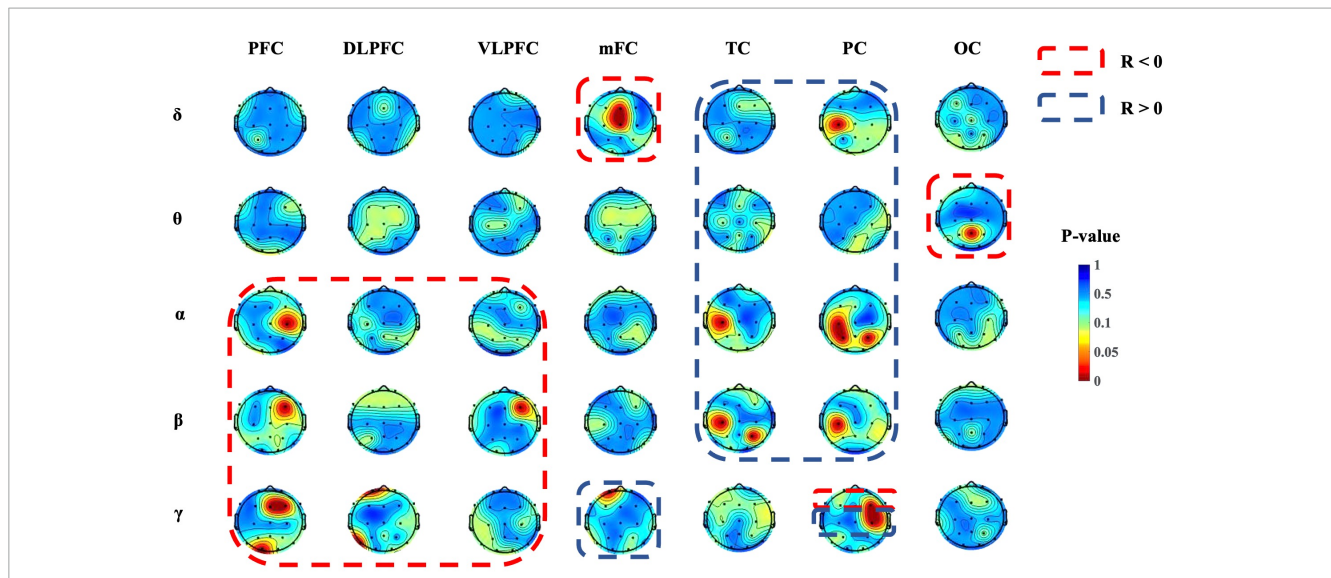 PFC DLPFC VLPFC mFC TC PC OC
R < 0
R > 0
δ
θ
P-value
1
0.5
0.1
0.05
0
α
β
γ